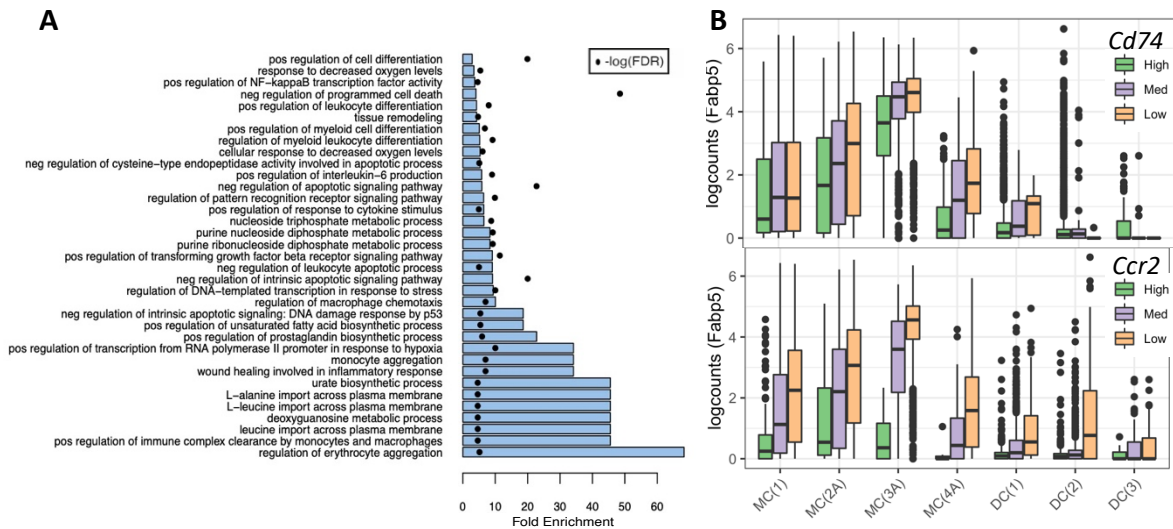 A
pos regulation of cell differentiation
response to decreased oxygen levels
pos regulation of NF-kappaB transcription factor activity
neg regulation of programmed cell death
pos regulation of leukocyte differentiation
tissue remodeling
pos regulation of myeloid cell differentiation
regulation of myeloid leukocyte differentiation
cellular response to decreased oxygen levels
neg regulation of cysteine-type endopeptidase activity involved in apoptotic process
pos regulation of interleukin-6 production
neg regulation of apoptotic signaling pathway
regulation of pattern recognition receptor signaling pathway
pos regulation of response to cytokine stimulus
nucleoside triphosphate metabolic process
purine nucleoside diphosphate metabolic process
purine ribonucleoside diphosphate metabolic process
pos regulation of transforming growth factor beta receptor signaling pathway
neg regulation of leukocyte apoptotic process
neg regulation of intrinsic apoptotic signaling pathway
regulation of DNA-templated transcription in response to stress
regulation of macrophage chemotaxis
neg regulation of intrinsic apoptotic signaling: DNA damage response by p53
pos regulation of unsaturated fatty acid biosynthetic process
pos regulation of prostaglandin biosynthetic process
pos regulation of transcription from RNA polymerase II promoter in response to hypoxia
monocyte aggregation
wound healing involved in inflammatory response
urate biosynthetic process
L-alanine import across plasma membrane
L-leucine import across plasma membrane
deoxyguanosine metabolic process
leucine import across plasma membrane
pos regulation of immune complex clearance by monocytes and macrophages
regulation of erythrocyte aggregation
-log(FDR)
0 10 20 30 40 50 60
Fold Enrichment
B
Cd74
High
Med
Low
logcounts (Fabp5)
6
4
2
0
Ccr2
High
Med
Low
logcounts (Fabp5)
6
4
2
0
MC(1) MC(2A) MC(3A) MC(4A) DC(1) DC(2) DC(3)